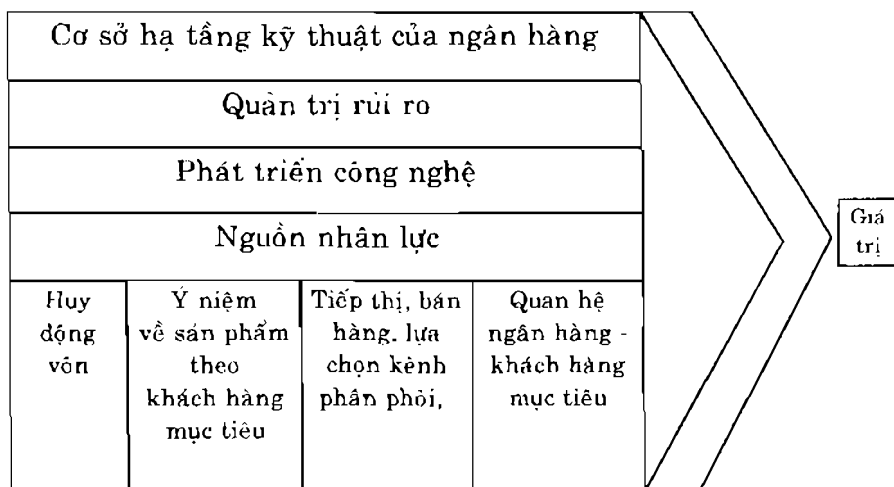 Cơ sở hạ tầng kỹ thuật của ngân hàng
Quản trị rủi ro
Phát triển công nghệ
Nguồn nhân lực
Giá
trị
Huy
động
vốn
Ý niệm
về sản phẩm
theo
khách hàng
mục tiêu
Tiếp thị, bán
hàng, lựa
chọn kênh
phân phối,
Quan hệ
ngân hàng -
khách hàng
mục tiêu